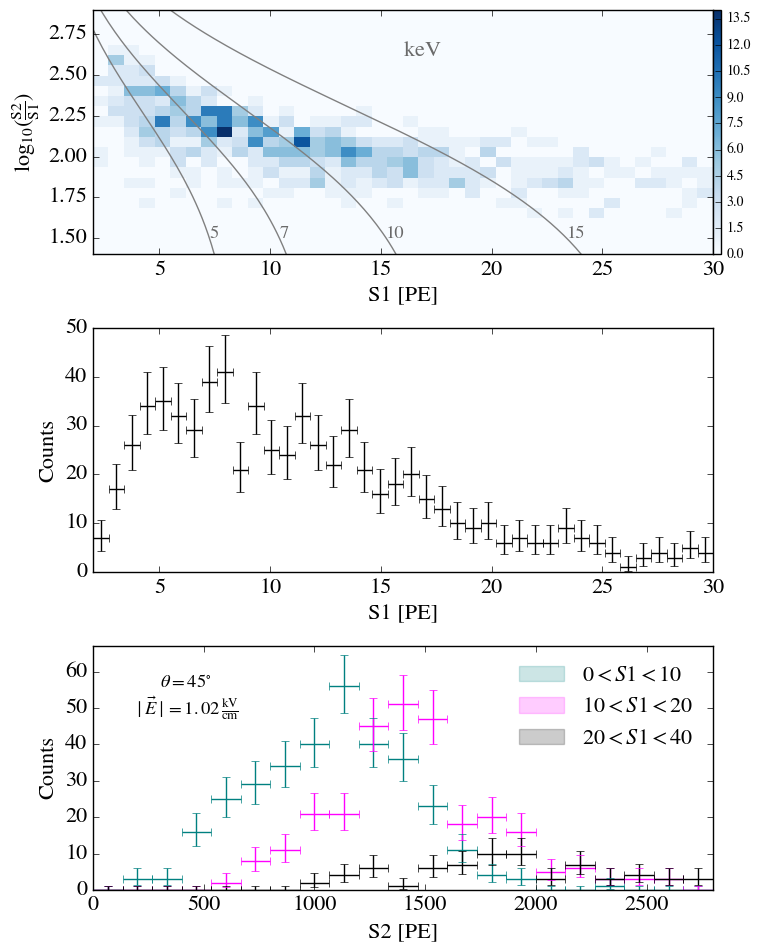 2.75
2.50
2.25
2.00
1.75
1.50
log10(S2/S1)
keV
5
7
10
15
13.5
12.0
10.5
9.0
7.5
6.0
4.5
3.0
1.5
0.0
5 10 15 20 25 30
S1 [PE]
50
40
30
20
10
0
Counts
5 10 15 20 25 30
S1 [PE]
60
50
40
30
20
10
0
Counts
θ = 45°
|E⃗| = 1.02 kV/cm
0 < S1 < 10
10 < S1 < 20
20 < S1 < 40
0 500 1000 1500 2000 2500
S2 [PE]